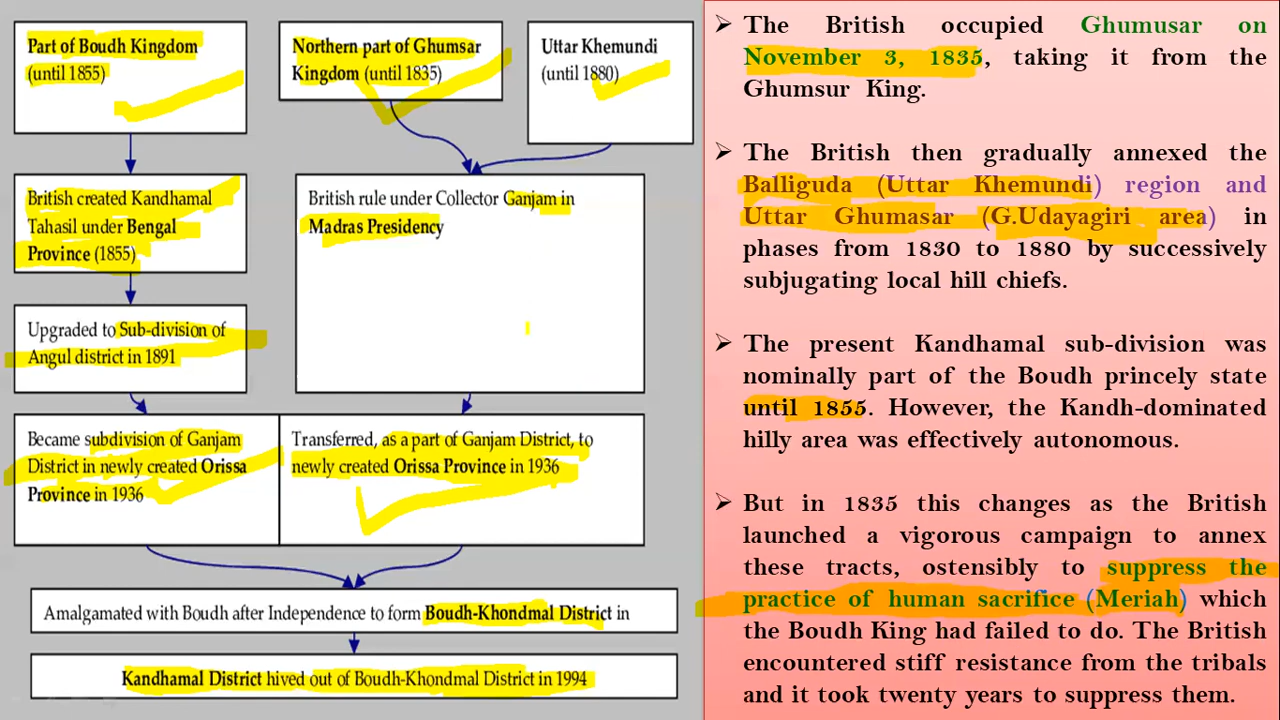 Part of Boudh Kingdom
(until 1855)
Northern part of Ghumsar
Kingdom (until 1835)
Uttar Khemundi
(until 1880)
British created Kandhamal
Tahasil under Bengal
Province (1855)
British rule under Collector Ganjam in
Madras Presidency
Upgraded to Sub-division of
Angul district in 1891
Became subdivision of Ganjam
District in newly created Orissa
Province in 1936
Transferred, as a part of Ganjam District, to
newly created Orissa Province in 1936
Amalgamated with Boudh after Independence to form Boudh-Khondmal District in
Kandhamal District hived out of Boudh-Khondmal District in 1994
➢ The British occupied Ghumusar on
November 3, 1835, taking it from the
Ghumsur King.
➢ The British then gradually annexed the
Balliguda (Uttar Khemundi) region and
Uttar Ghumasar (G.Udayagiri area) in
phases from 1830 to 1880 by successively
subjugating local hill chiefs.
➢ The present Kandhamal sub-division was
nominally part of the Boudh princely state
until 1855. However, the Kandh-dominated
hilly area was effectively autonomous.
➢ But in 1835 this changes as the British
launched a vigorous campaign to annex
these tracts, ostensibly to suppress the
practice of human sacrifice (Meriah) which
the Boudh King had failed to do. The British
encountered stiff resistance from the tribals
and it took twenty years to suppress them.